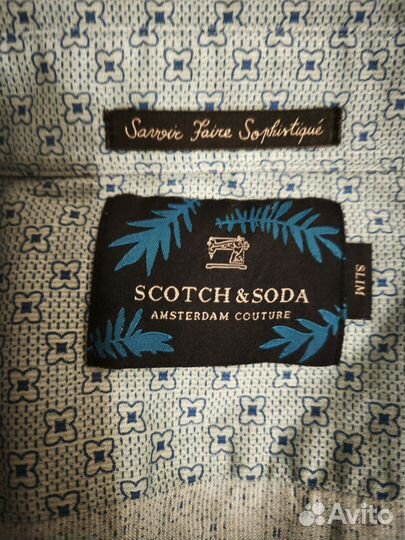 Savoir Faire Sophistiqué
SCOTCH & SODA
AMSTERDAM COUTURE
SLIM
Avito